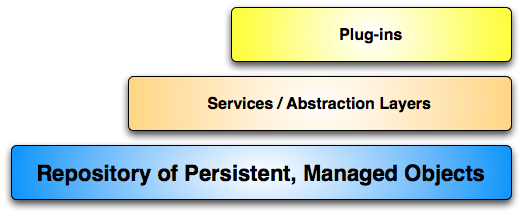 Plug-ins
Services / Abstraction Layers
Repository of Persistent, Managed Objects